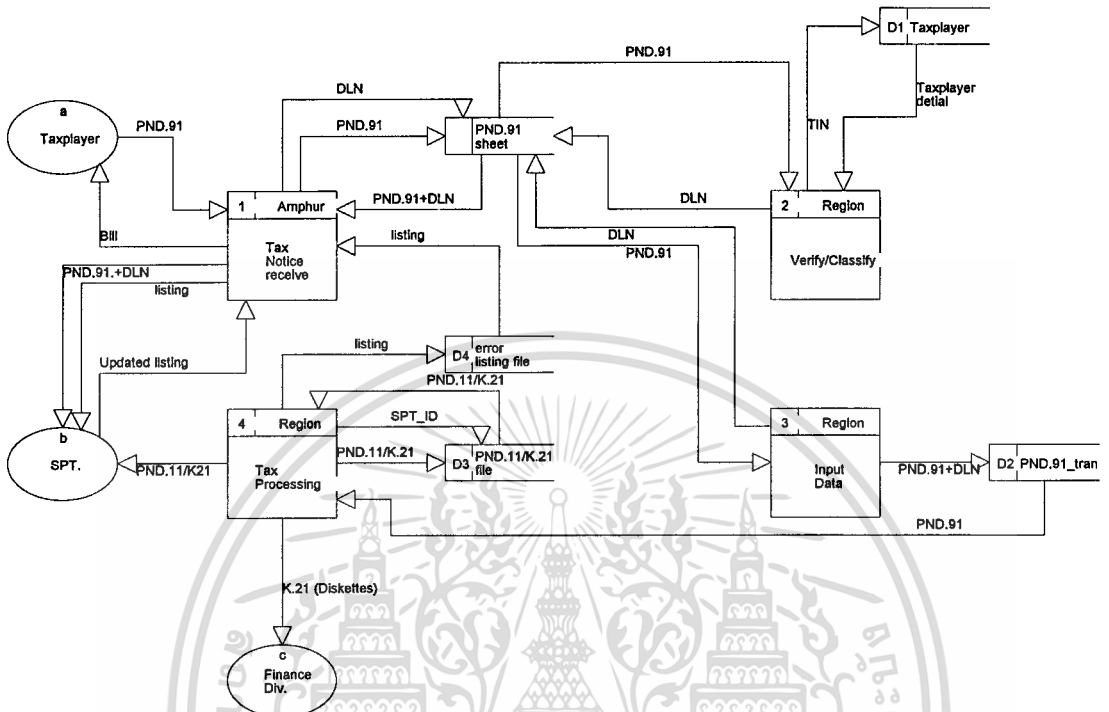 D1 Taxplayer
PND.91
DLN
Taxplayer
detial
a
Taxplayer
PND.91
PND.91
PND.91
sheet
TIN
1 Amphur
PND.91+DLN
DLN
2 Region
Bill
Tax
Notice
receive
listing
DLN
PND.91
Verify/Classify
PND.91.+DLN
listing
Updated listing
listing
D4 error
listing file
PND.11/K.21
4 Region
SPT_ID
3 Region
b
SPT.
PND.11/K21
Tax
Processing
PND.11/K.21
D3 PND.11/K.21
file
Input
Data
PND.91+DLN
D2 PND.91_tran
PND.91
K.21 (Diskettes)
c
Finance
Div.